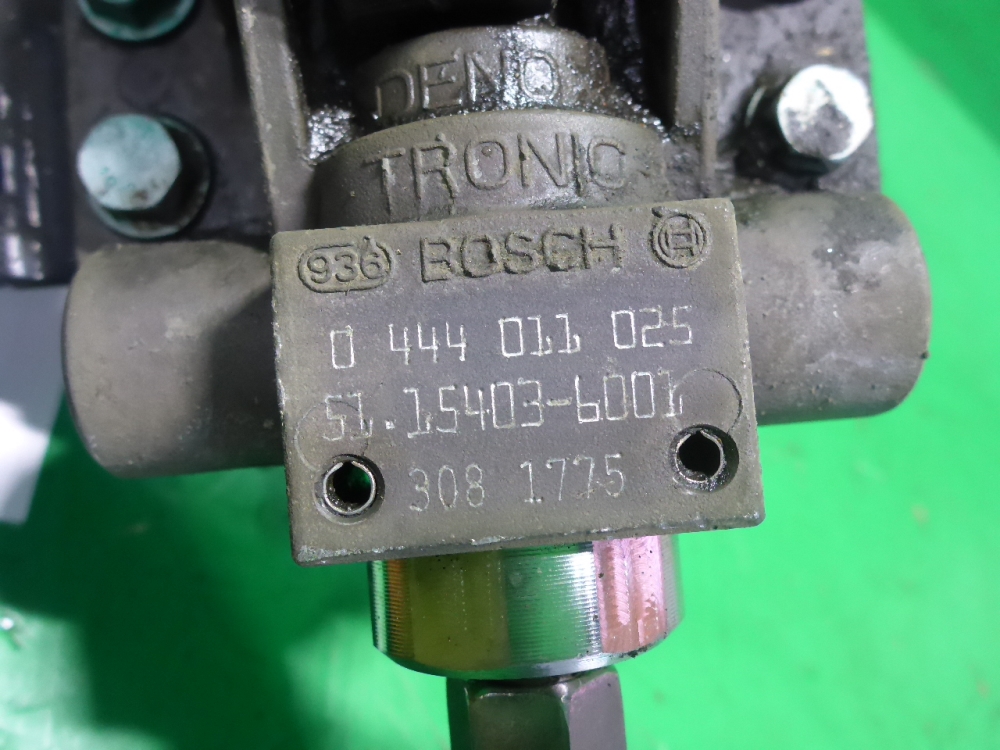 DENO
TRONIC
936 BOSCH H
0 444 011 025
51.15403-6001
308 1775